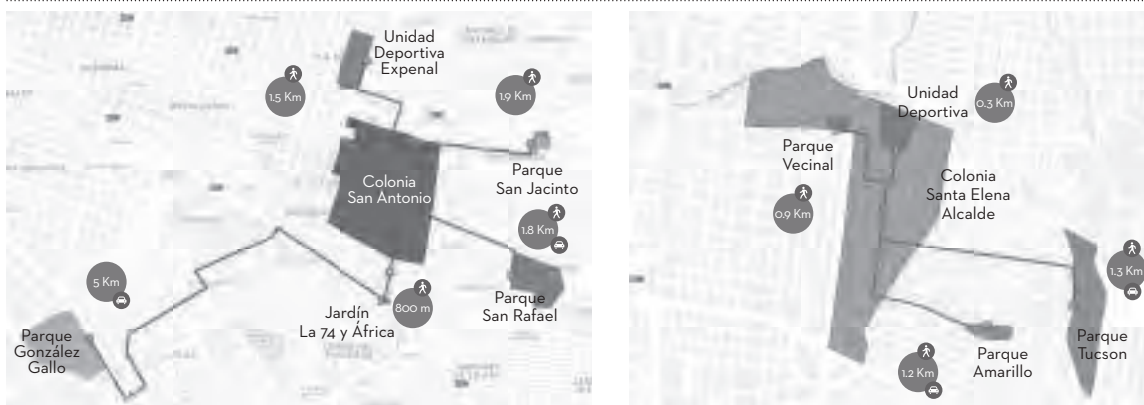 Unidad
Deportiva
Expenal
1.5 Km
1.9 Km
Parque
San Jacinto
Colonia
San Antonio
1.8 Km
5 Km
Parque
San Rafael
Jardín
La 74 y África
800 m
Parque
González
Gallo
Unidad
Deportiva
0.3 Km
Parque
Vecinal
Colonia
Santa Elena
Alcalde
0.9 Km
1.3 Km
Parque
Tucson
Parque
Amarillo
1.2 Km